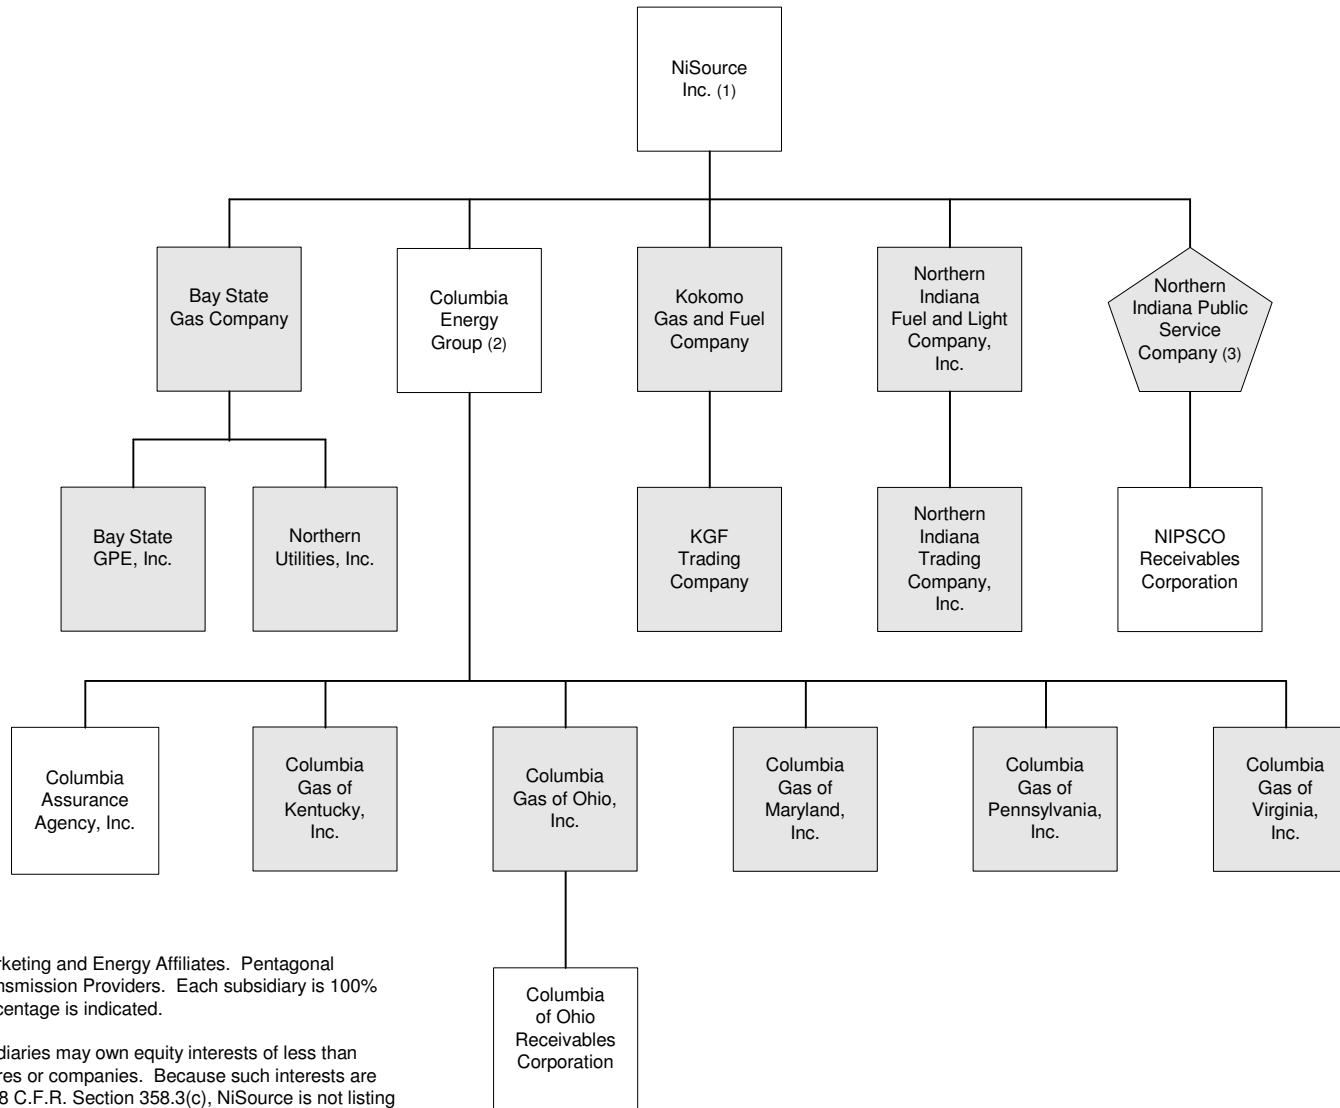 NiSource
Inc. (1)
Bay State
Gas Company
Columbia
Energy
Group (2)
Kokomo
Gas and Fuel
Company
Northern
Indiana
Fuel and Light
Company,
Inc.
Northern
Indiana Public
Service
Company (3)
Bay State
GPE, Inc.
Northern
Utilities, Inc.
KGF
Trading
Company
Northern
Indiana
Trading
Company,
Inc.
NIPSCO
Receivables
Corporation
Columbia
Assurance
Agency, Inc.
Columbia
Gas of
Kentucky,
Inc.
Columbia
Gas of Ohio,
Inc.
Columbia
Gas of
Maryland,
Inc.
Columbia
Gas of
Pennsylvania,
Inc.
Columbia
Gas of
Virginia,
Inc.
Columbia
of Ohio
Receivables
Corporation
rketing and Energy Affiliates.  Pentagonal
nsmission Providers.  Each subsidiary is 100%
centage is indicated.
diaries may own equity interests of less than
res or companies.  Because such interests are
8 C.F.R. Section 358.3(c), NiSource is not listing